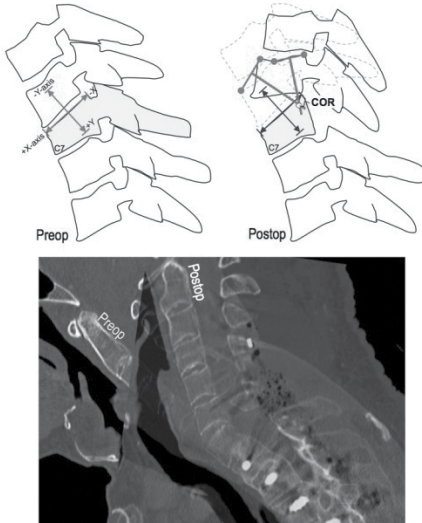 -Y-axis
-X
+X-axis
+Y
C7
Preop
COR
C7
Postop
Preop
Postop